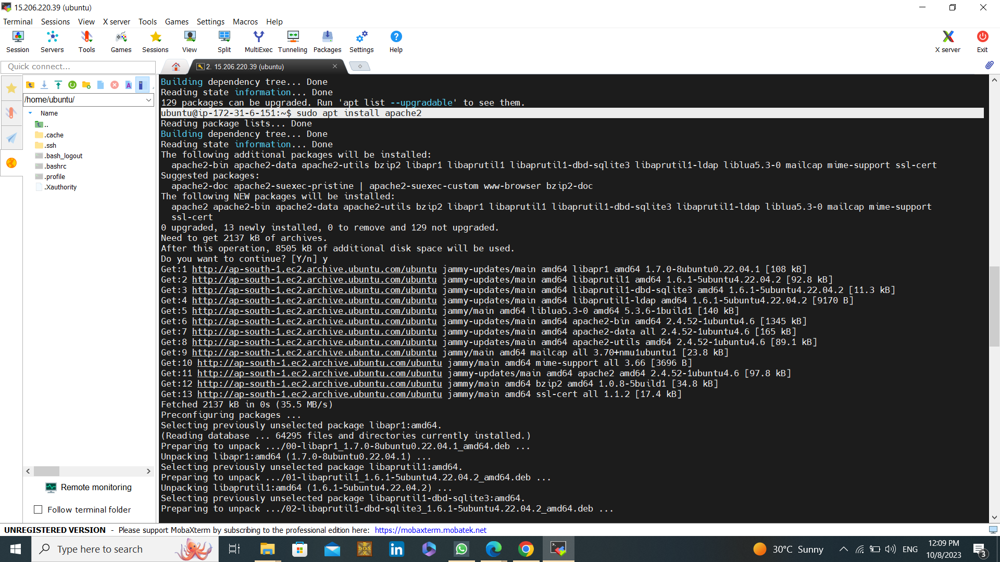 15.206.220.39 (ubuntu)
Terminal Sessions View X server Tools Games Settings Macros Help
Session Servers Tools Games Sessions View Split MultiExec Tunneling Packages Settings Help X server Exit
Quick connect...
2. 15.206.220.39 (ubuntu)
/home/ubuntu/
Name
..
.cache
.ssh
.bash_logout
.bashrc
.profile
.Xauthority
Remote monitoring
Follow terminal folder
Building dependency tree... Done
Reading state information... Done
129 packages can be upgraded. Run 'apt list --upgradable' to see them.
ubuntu@ip-172-31-6-151:~$ sudo apt install apache2
Reading package lists... Done
Building dependency tree... Done
Reading state information... Done
The following additional packages will be installed:
apache2-bin apache2-data apache2-utils bzip2 libapr1 libaprutil1 libaprutil1-dbd-sqlite3 libaprutil1-ldap liblua5.3-0 mailcap mime-support ssl-cert
Suggested packages:
apache2-doc apache2-suexec-pristine | apache2-suexec-custom www-browser bzip2-doc
The following NEW packages will be installed:
apache2 apache2-bin apache2-data apache2-utils bzip2 libapr1 libaprutil1 libaprutil1-dbd-sqlite3 libaprutil1-ldap liblua5.3-0 mailcap mime-support
ssl-cert
0 upgraded, 13 newly installed, 0 to remove and 129 not upgraded.
Need to get 2137 kB of archives.
After this operation, 8505 kB of additional disk space will be used.
Do you want to continue? [Y/n] y
Get:1 http://ap-south-1.ec2.archive.ubuntu.com/ubuntu jammy-updates/main amd64 libapr1 amd64 1.7.0-8ubuntu0.22.04.1 [108 kB]
Get:2 http://ap-south-1.ec2.archive.ubuntu.com/ubuntu jammy-updates/main amd64 libaprutil1 amd64 1.6.1-5ubuntu4.22.04.2 [92.8 kB]
Get:3 http://ap-south-1.ec2.archive.ubuntu.com/ubuntu jammy-updates/main amd64 libaprutil1-dbd-sqlite3 amd64 1.6.1-5ubuntu4.22.04.2 [11.3 kB]
Get:4 http://ap-south-1.ec2.archive.ubuntu.com/ubuntu jammy-updates/main amd64 libaprutil1-ldap amd64 1.6.1-5ubuntu4.22.04.2 [9170 B]
Get:5 http://ap-south-1.ec2.archive.ubuntu.com/ubuntu jammy/main amd64 liblua5.3-0 amd64 5.3.6-1build1 [140 kB]
Get:6 http://ap-south-1.ec2.archive.ubuntu.com/ubuntu jammy-updates/main amd64 apache2-bin amd64 2.4.52-1ubuntu4.6 [1345 kB]
Get:7 http://ap-south-1.ec2.archive.ubuntu.com/ubuntu jammy-updates/main amd64 apache2-data all 2.4.52-1ubuntu4.6 [165 kB]
Get:8 http://ap-south-1.ec2.archive.ubuntu.com/ubuntu jammy-updates/main amd64 apache2-utils amd64 2.4.52-1ubuntu4.6 [89.1 kB]
Get:9 http://ap-south-1.ec2.archive.ubuntu.com/ubuntu jammy/main amd64 mailcap all 3.70+nmu1ubuntu1 [23.8 kB]
Get:10 http://ap-south-1.ec2.archive.ubuntu.com/ubuntu jammy/main amd64 mime-support all 3.66 [3696 B]
Get:11 http://ap-south-1.ec2.archive.ubuntu.com/ubuntu jammy-updates/main amd64 apache2 amd64 2.4.52-1ubuntu4.6 [97.8 kB]
Get:12 http://ap-south-1.ec2.archive.ubuntu.com/ubuntu jammy/main amd64 bzip2 amd64 1.0.8-5build1 [34.8 kB]
Get:13 http://ap-south-1.ec2.archive.ubuntu.com/ubuntu jammy/main amd64 ssl-cert all 1.1.2 [17.4 kB]
Fetched 2137 kB in 0s (35.5 MB/s)
Preconfiguring packages ...
Selecting previously unselected package libapr1:amd64.
(Reading database ... 64295 files and directories currently installed.)
Preparing to unpack .../00-libapr1_1.7.0-8ubuntu0.22.04.1_amd64.deb ...
Unpacking libapr1:amd64 (1.7.0-8ubuntu0.22.04.1) ...
Selecting previously unselected package libaprutil1:amd64.
Preparing to unpack .../01-libaprutil1_1.6.1-5ubuntu4.22.04.2_amd64.deb ...
Unpacking libaprutil1:amd64 (1.6.1-5ubuntu4.22.04.2) ...
Selecting previously unselected package libaprutil1-dbd-sqlite3:amd64.
Preparing to unpack .../02-libaprutil1-dbd-sqlite3_1.6.1-5ubuntu4.22.04.2_amd64.deb ...
UNREGISTERED VERSION - Please support MobaXterm by subscribing to the professional edition here: https://mobaxterm.mobatek.net
Type here to search
30°C Sunny
ENG
12:09 PM
10/8/2023
3